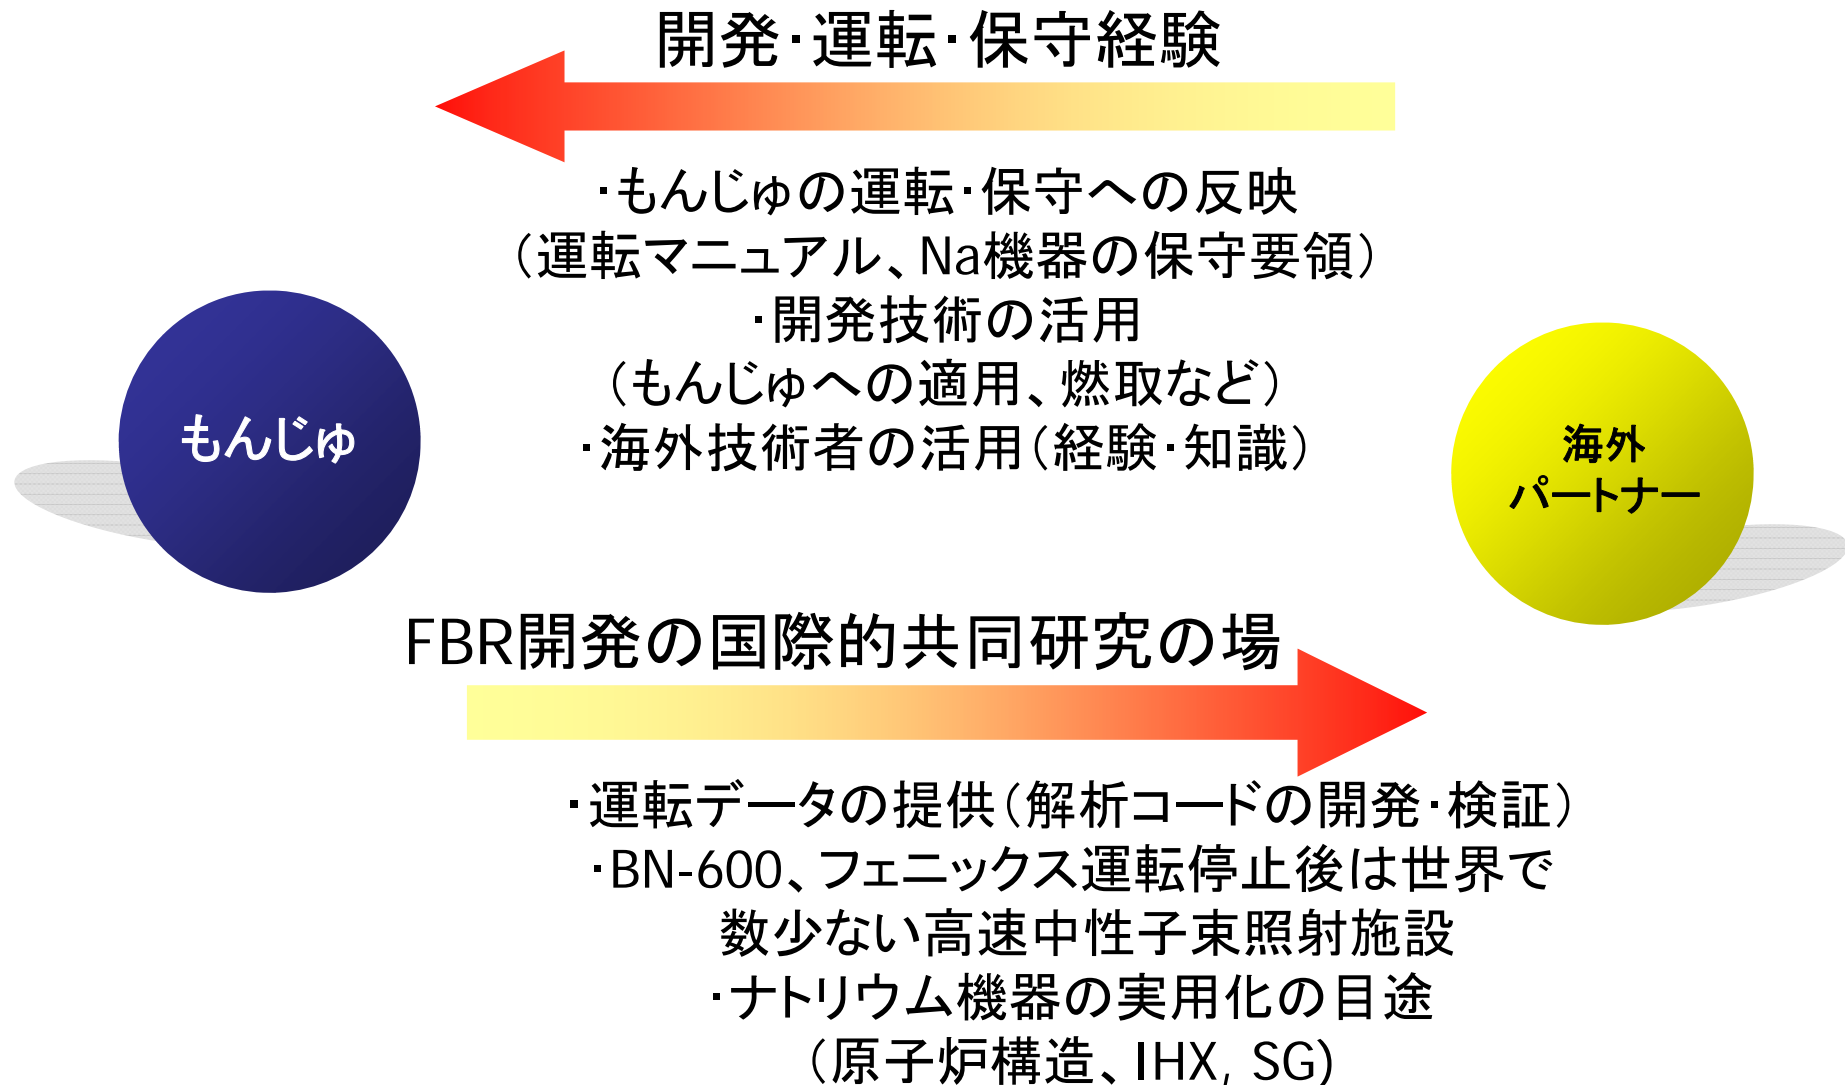 開発・運転・保守経験
・もんじゅの運転・保守への反映
（運転マニュアル、Na機器の保守要領）
・開発技術の活用
（もんじゅへの適用、燃取など）
・海外技術者の活用（経験・知識）
もんじゅ
海外
パートナー
FBR開発の国際的共同研究の場
・運転データの提供（解析コードの開発・検証）
・BN-600、フェニックス運転停止後は世界で
数少ない高速中性子束照射施設
・ナトリウム機器の実用化の目途
（原子炉構造、IHX, SG)